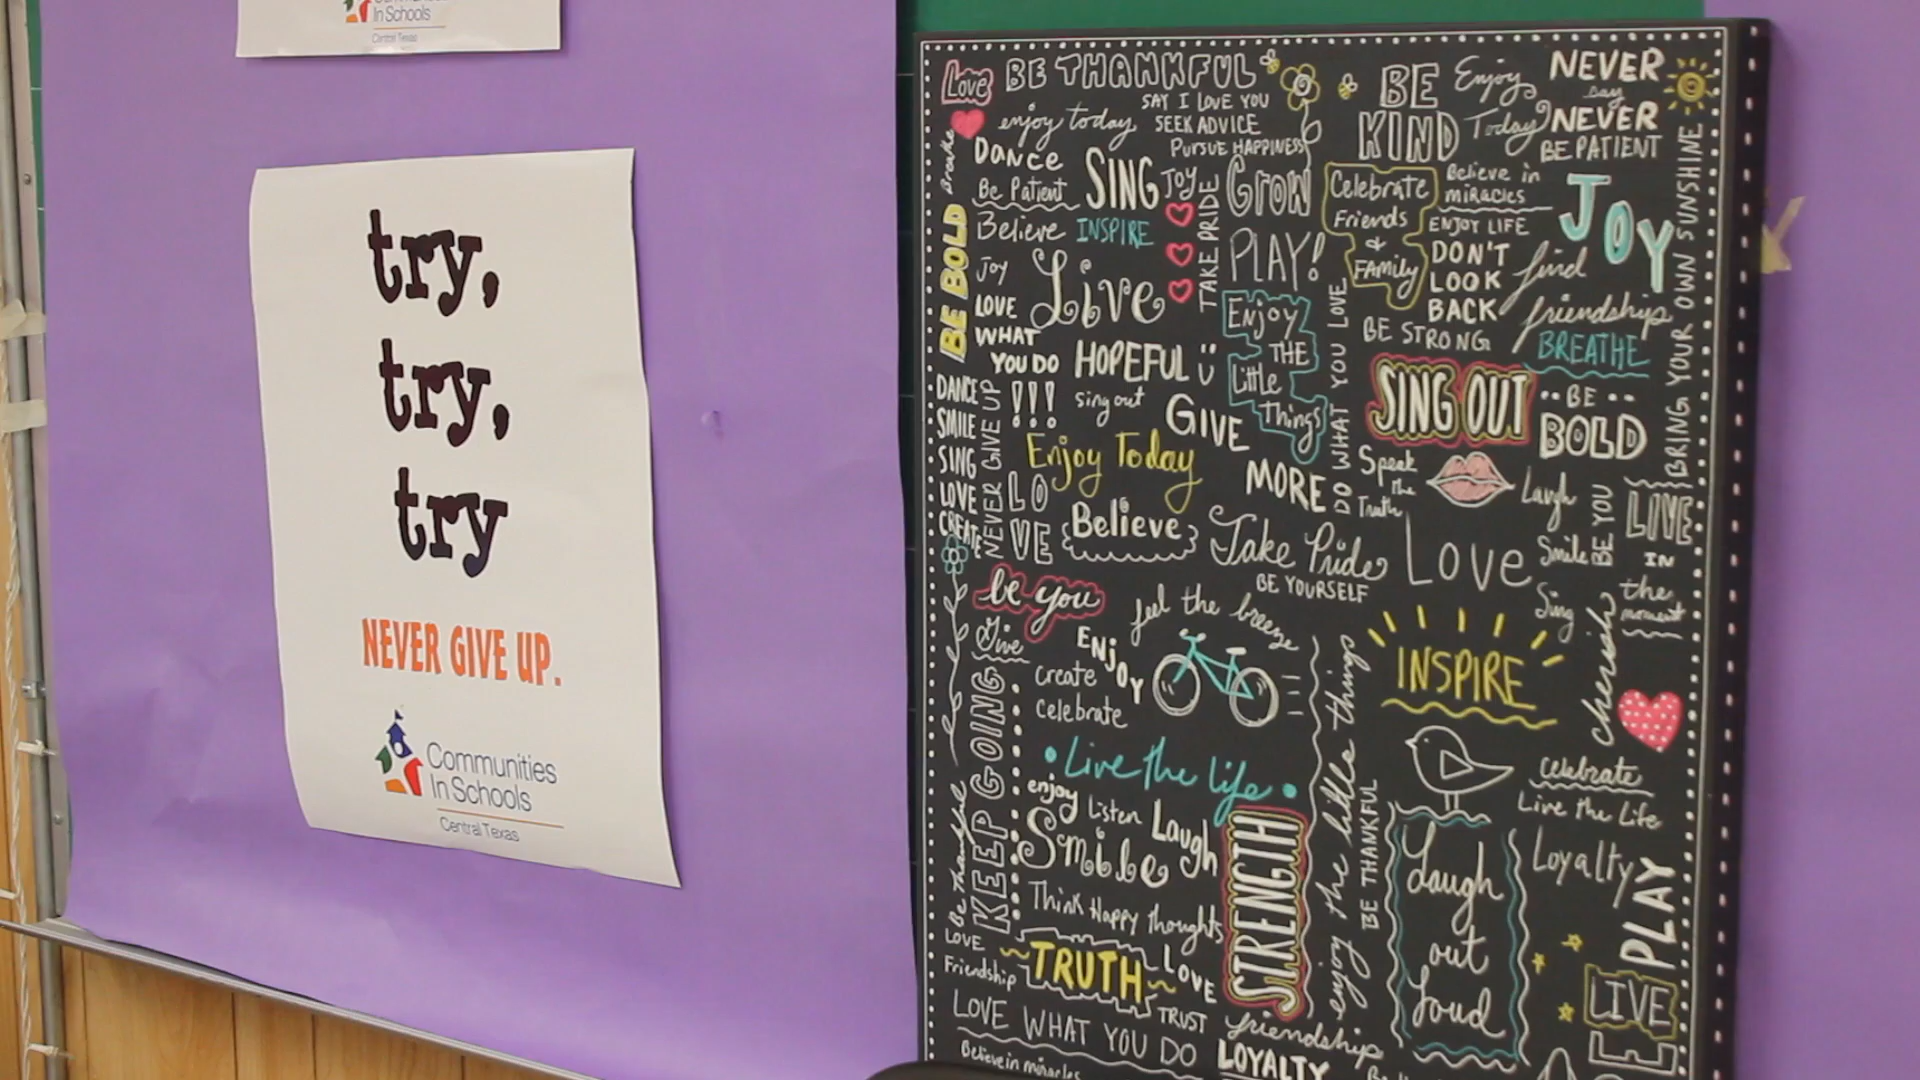 In Schools
Central Texas
try,
try,
try
NEVER GIVE UP.
Communities
In Schools
Central Texas
Love
BE THANKFUL
SAY I LOVE YOU
enjoy today
SEEK ADVICE
PURSUE HAPPINESS
BE
KIND
Enjoy
Today
NEVER
say
NEVER
BE PATIENT
Breathe
Dance
Be Patient
SING
JOY
GROW
Celebrate
Friends
&
FAMily
Believe in
miracles
ENJOY LIFE
JOY
BRING YOUR OWN SUNSHINE
BE BOLD
Believe
INSPIRE
TAKE PRIDE
PLAY!
DON'T
LOOK
BACK
find
friendship
JOY
LOVE
WHAT
YOU DO
!!!
Live
Enjoy
THE
Little
Things
DO WHAT YOU LOVE
BE STRONG
BREATHE
HOPEFUL
sing out
GIVE
MORE
SING OUT
BE
BOLD
DANCE
SMILE
SING
LOVE
CREATE
NEVER GIVE UP
Enjoy Today
LO
VE
Believe
Speak
the
Truth
Laugh
BE YOU
LIVE
IN
the
moment
Take Pride
BE YOURSELF
Love
Smile
Sing
be you
feel the breeze
Give
ENJOY
create
celebrate
INSPIRE
cherish
KEEP GOING
Live the life
enjoy the little things
celebrate
Live the Life
enjoy
Listen
Laugh
Smile
STRENGTH
BE THANKFUL
Laugh
out
Loud
Loyalty
PLAY
Be thankful
Think Happy thoughts
LOVE
Friendship
TRUTH
LOVE
TRUST
LIVE
LOVE WHAT YOU DO
friendship
Believe in miracles
LOYALTY